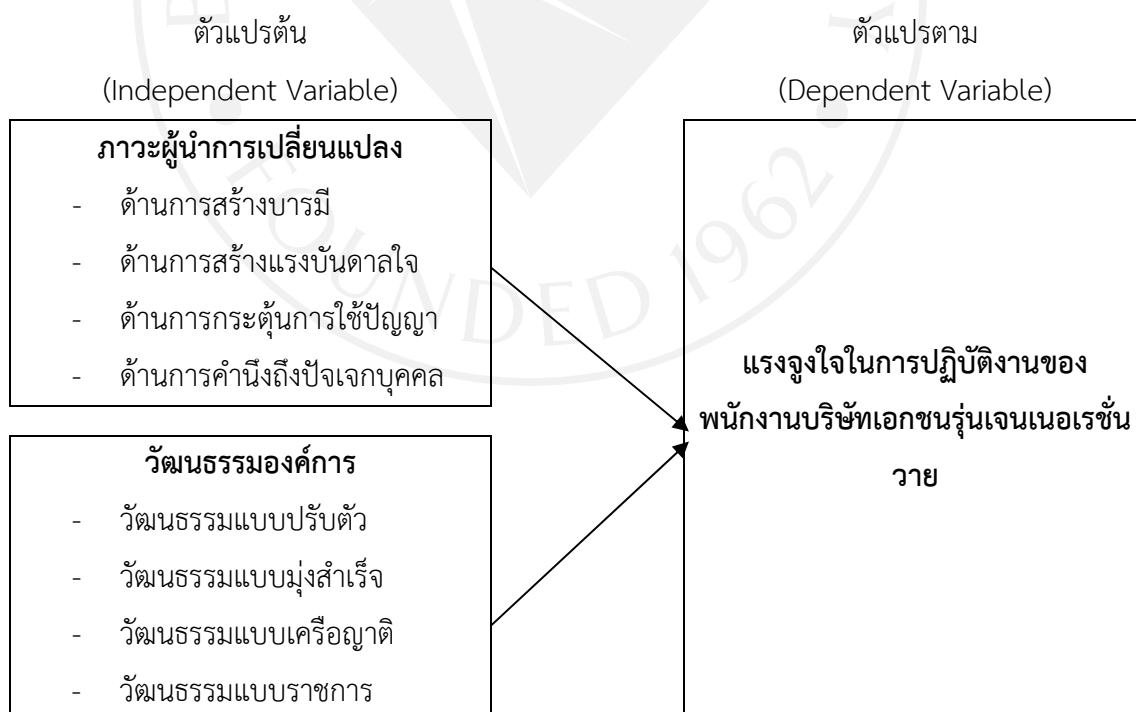 ตัวแปรต้น
(Independent Variable)
ตัวแปรตาม
(Dependent Variable)
ภาวะผู้นำการเปลี่ยนแปลง
- ด้านการสร้างบารมี
- ด้านการสร้างแรงบันดาลใจ
- ด้านการกระตุ้นการใช้ปัญญา
- ด้านการคำนึงถึงปัจเจกบุคคล
วัฒนธรรมองค์การ
- วัฒนธรรมแบบปรับตัว
- วัฒนธรรมแบบมุ่งสำเร็จ
- วัฒนธรรมแบบเครือญาติ
- วัฒนธรรมแบบราชการ
แรงจูงใจในการปฏิบัติงานของ
พนักงานบริษัทเอกชนรุ่นเจนเนอเรชั่น
วาย
FOUNDED 1962